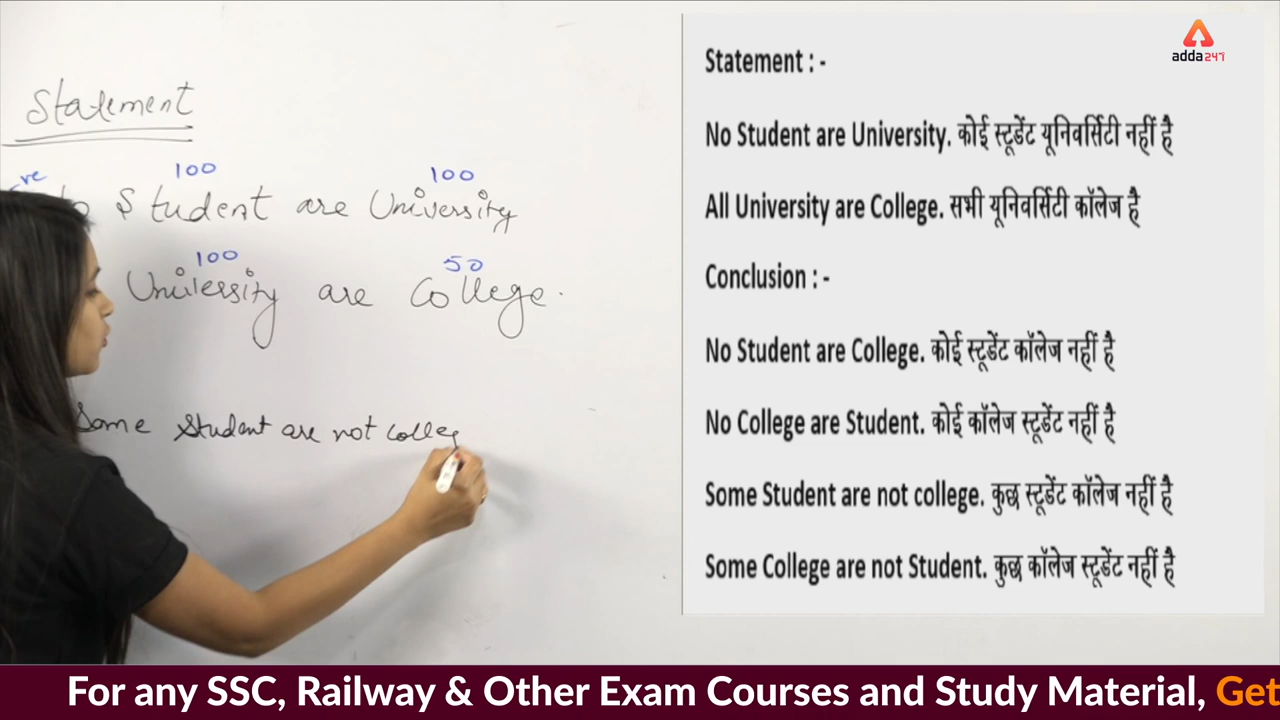 Statement
-ve
100 100
Student are University
100 50
University are College.
Some Student are not colle
adda247
Statement : -
No Student are University. कोई स्टूडेंट यूनिवर्सिटी नहीं है
All University are College. सभी यूनिवर्सिटी कॉलेज है
Conclusion : -
No Student are College. कोई स्टूडेंट कॉलेज नहीं है
No College are Student. कोई कॉलेज स्टूडेंट नहीं है
Some Student are not college. कुछ स्टूडेंट कॉलेज नहीं है
Some College are not Student. कुछ कॉलेज स्टूडेंट नहीं है
For any SSC, Railway & Other Exam Courses and Study Material, Get